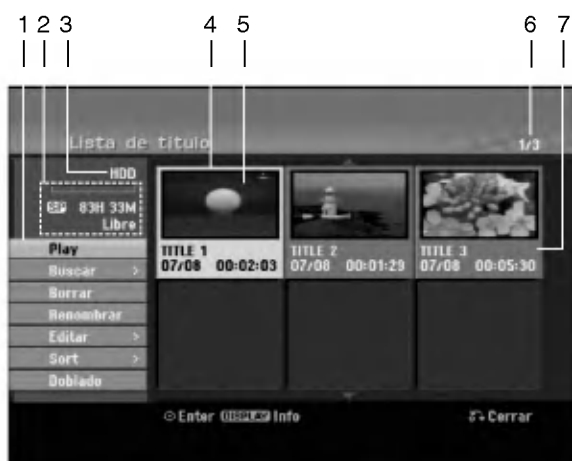 1 2 3 4 5 6 7
Lista de titulo
1/3
HDD
SP 83H 33M
Libre
Play
Buscar >
Borrar
Renombrar
Editar >
Sort >
Doblado
TITLE 1
07/08 00:02:03
TITLE 2
07/08 00:01:29
TITLE 3
07/08 00:05:30
Enter DISPLAY Info
Cerrar